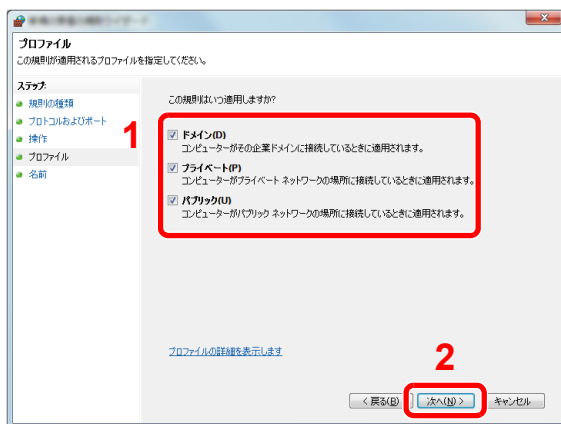 プロファイル
この規則が適用されるプロファイルを指定してください。
ステップ:
規則の種類
プロトコルおよびポート
操作
プロファイル
名前
この規則はいつ適用しますか?
1
ドメイン(D)
コンピューターがその企業ドメインに接続しているときに適用されます。
プライベート(P)
コンピューターがプライベート ネットワークの場所に接続しているときに適用されます。
パブリック(U)
コンピューターがパブリック ネットワークの場所に接続しているときに適用されます。
プロファイルの詳細を表示します
2
< 戻る(B)
次へ(N) >
キャンセル